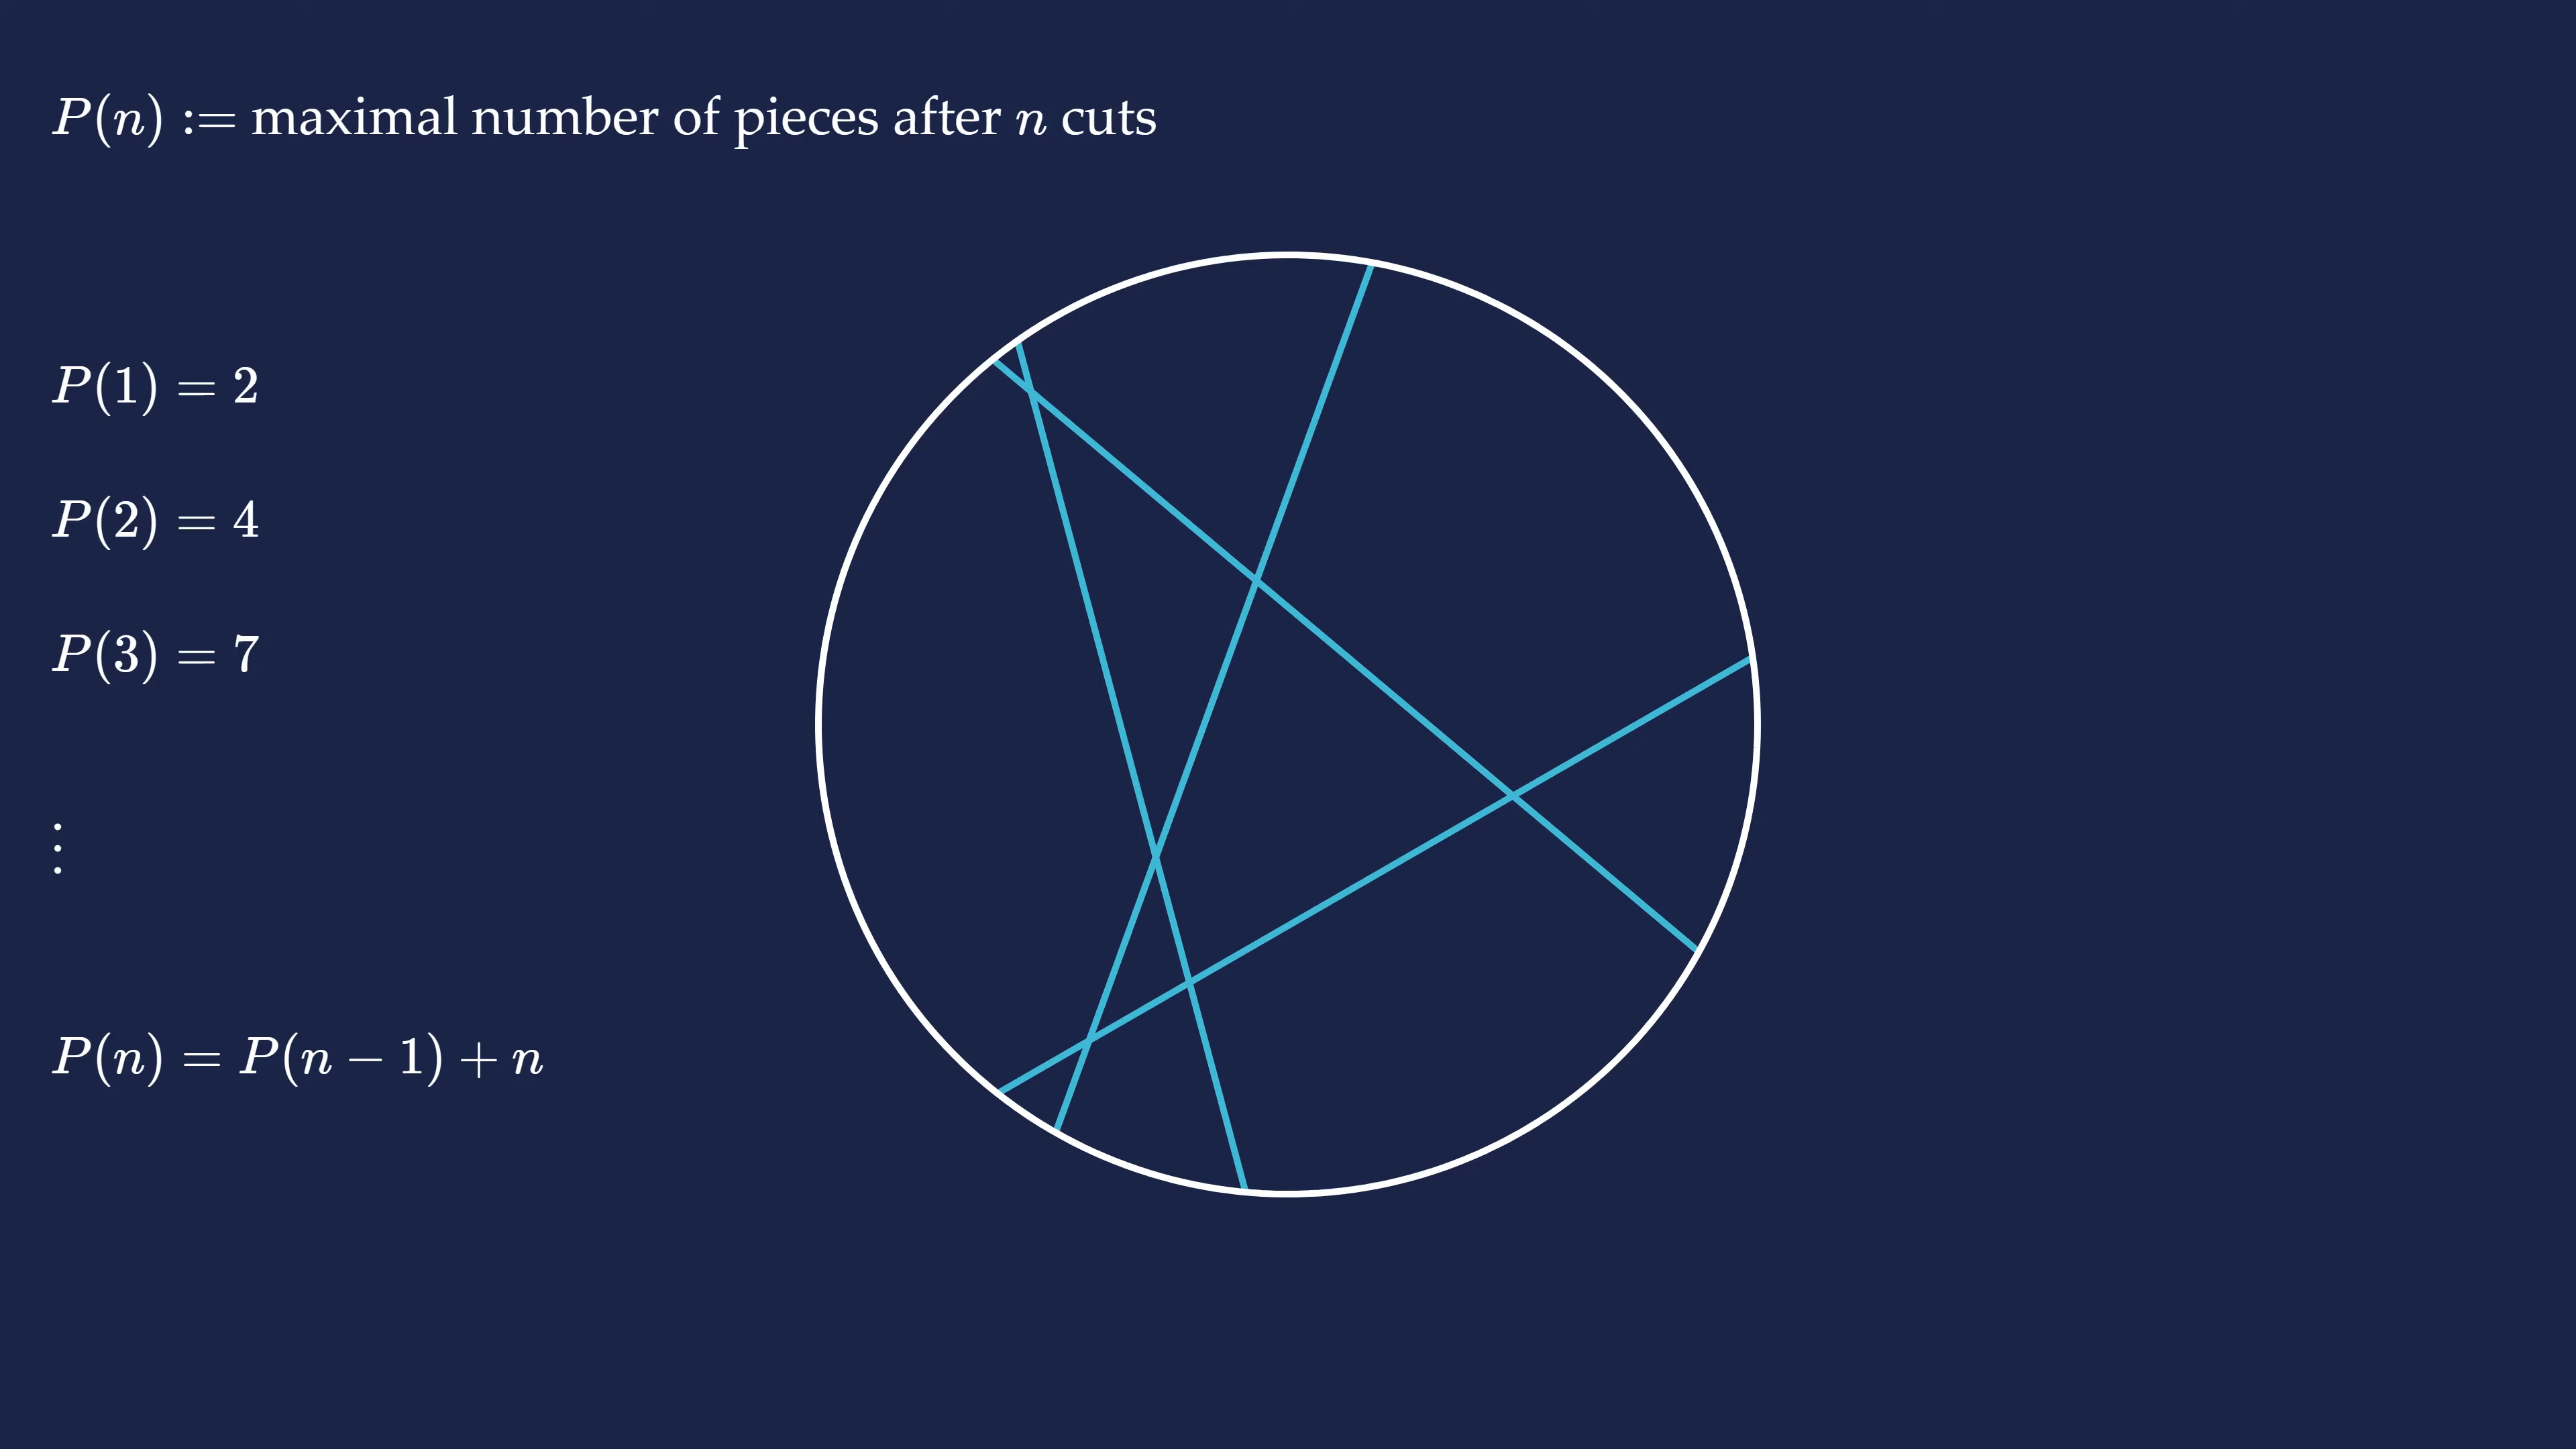 P(n) := maximal number of pieces after n cuts
P(1) = 2
P(2) = 4
P(3) = 7
⋮
P(n) = P(n − 1) + n